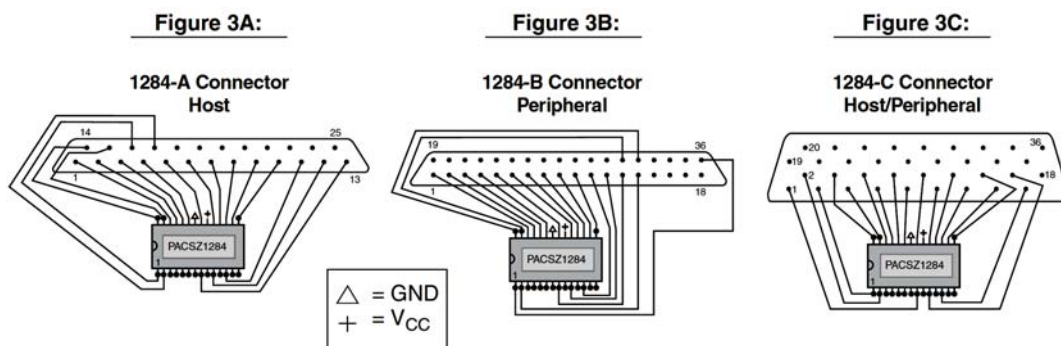 Figure 3A:
1284-A Connector
Host
14
25
1
13
PACSZ1284
1
Figure 3B:
1284-B Connector
Peripheral
19
36
1
18
PACSZ1284
1
Figure 3C:
1284-C Connector
Host/Peripheral
20
36
19
2
18
1
PACSZ1284
1
△ = GND
+ = VCC